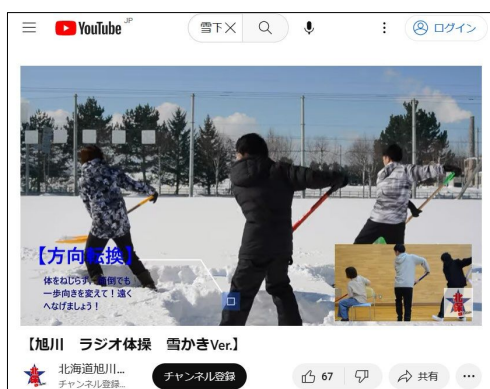 YouTube JP
雪下
ログイン
【方向転換】
体をねじらず、面倒でも
一歩向きを変えて！遠く
へなげましょう！
【旭川 ラジオ体操 雪かきVer.】
北海道旭川...
チャンネル登録...
チャンネル登録
67
共有